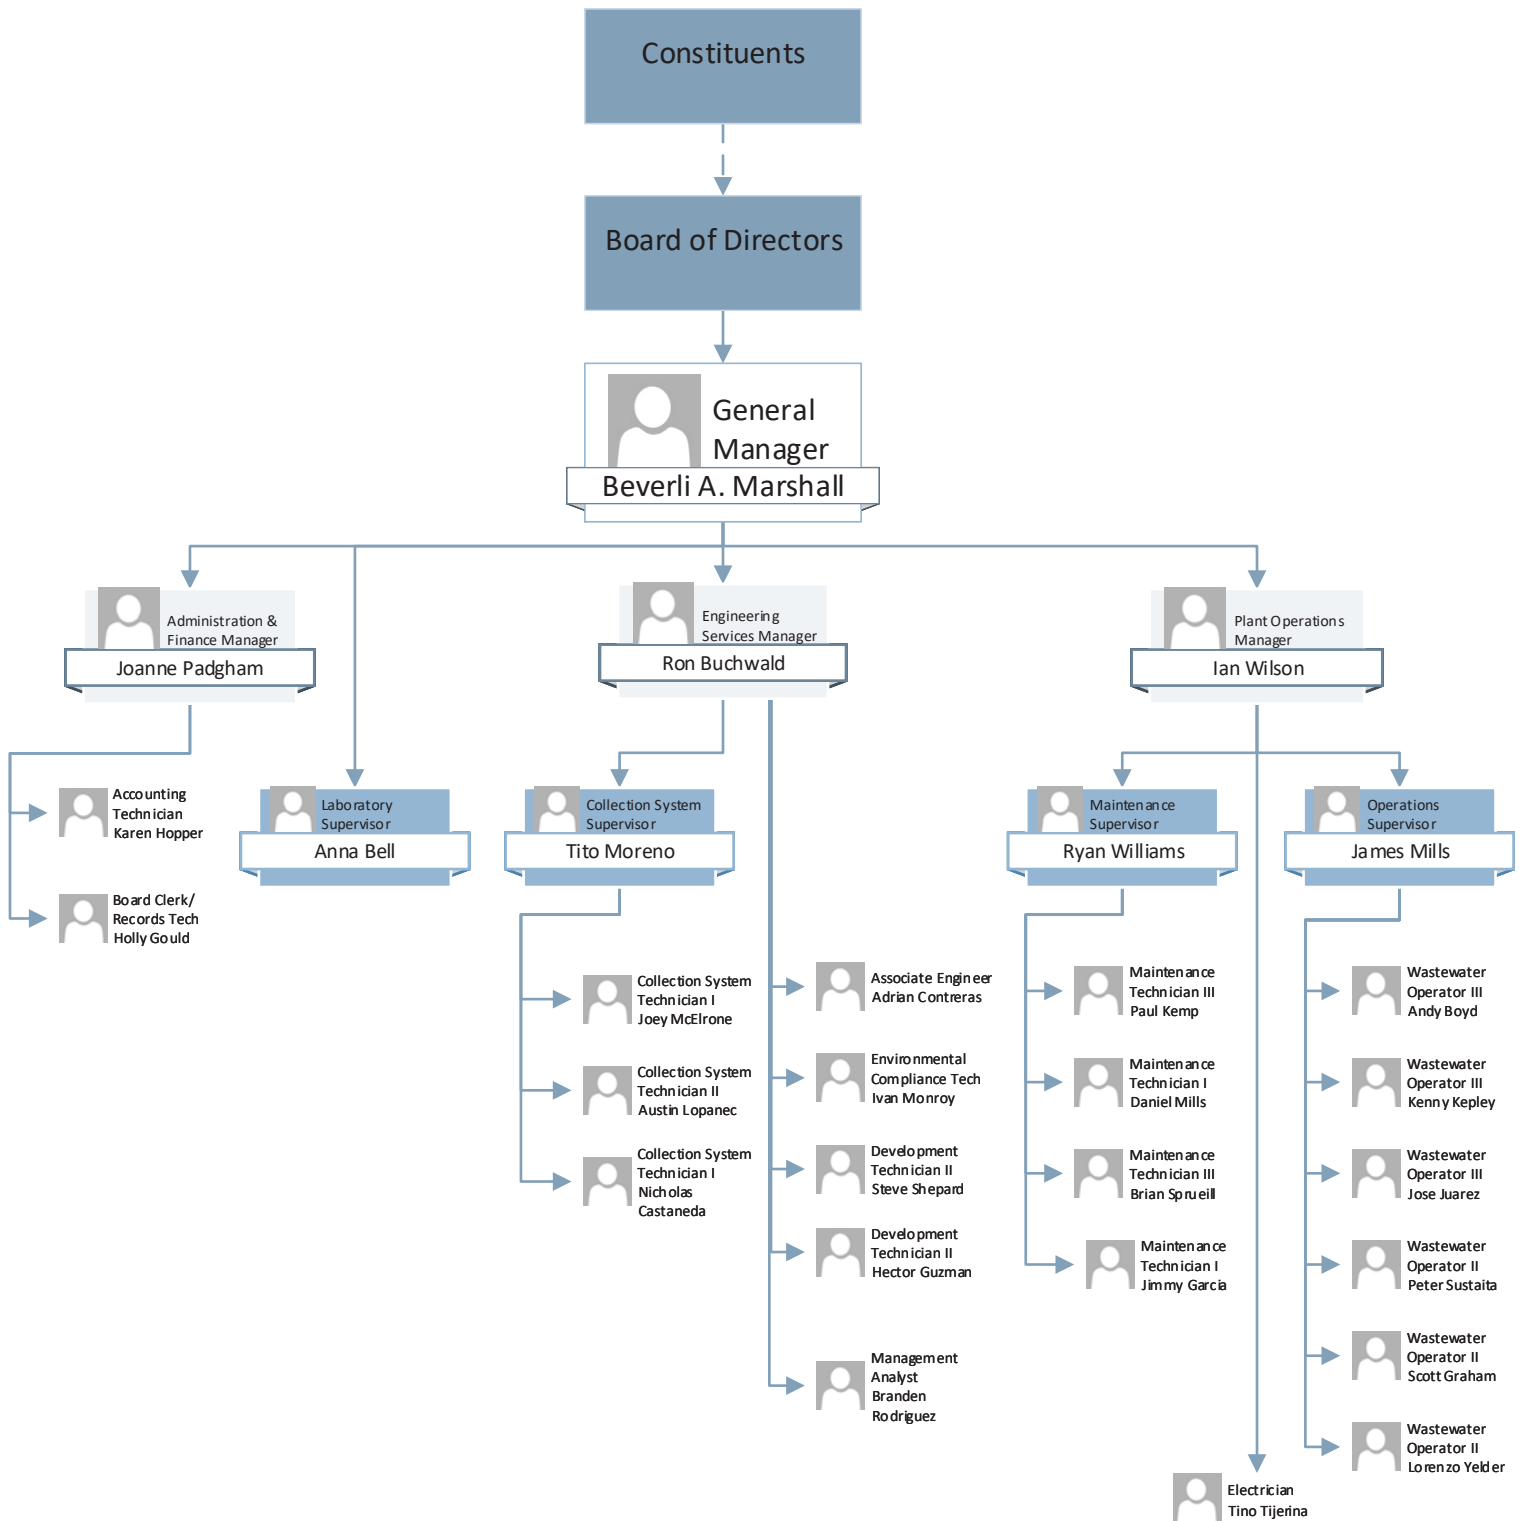 Constituents
Board of Directors
General
Manager
Beverli A. Marshall
Administration &
Finance Manager
Joanne Padgham
Engineering
Services Manager
Ron Buchwald
Plant Operations
Manager
Ian Wilson
Accounting
Technician
Karen Hopper
Board Clerk/
Records Tech
Holly Gould
Laboratory
Supervisor
Anna Bell
Collection System
Supervisor
Tito Moreno
Collection System
Technician I
Joey McElrone
Collection System
Technician II
Austin Lopanec
Collection System
Technician I
Nicholas
Castaneda
Associate Engineer
Adrian Contreras
Environmental
Compliance Tech
Ivan Monroy
Development
Technician II
Steve Shepard
Development
Technician II
Hector Guzman
Management
Analyst
Branden
Rodriguez
Maintenance
Supervisor
Ryan Williams
Maintenance
Technician III
Paul Kemp
Maintenance
Technician I
Daniel Mills
Maintenance
Technician III
Brian Sprueill
Maintenance
Technician I
Jimmy Garcia
Operations
Supervisor
James Mills
Wastewater
Operator III
Andy Boyd
Wastewater
Operator III
Kenny Kepley
Wastewater
Operator III
Jose Juarez
Wastewater
Operator II
Peter Sustaita
Wastewater
Operator II
Scott Graham
Wastewater
Operator II
Lorenzo Yelder
Electrician
Tino Tijerina